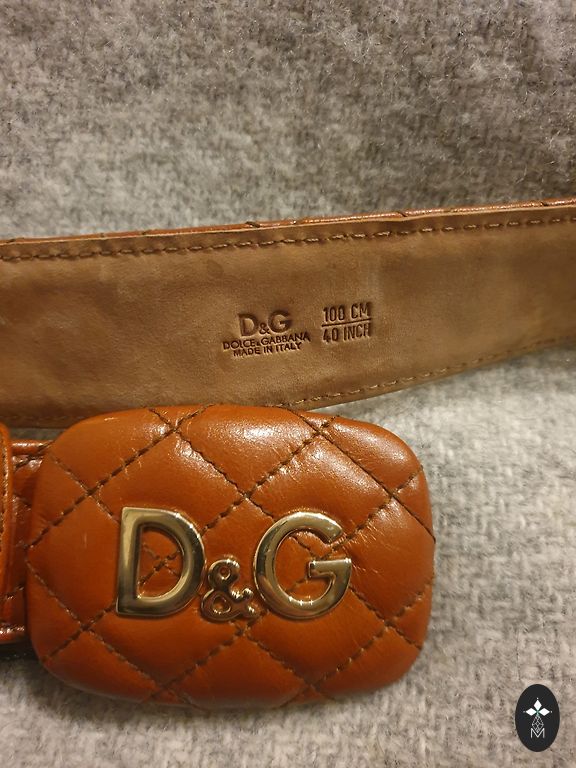 D&G
DOLCE & GABBANA
MADE IN ITALY
100 CM
40 INCH
D&G
M